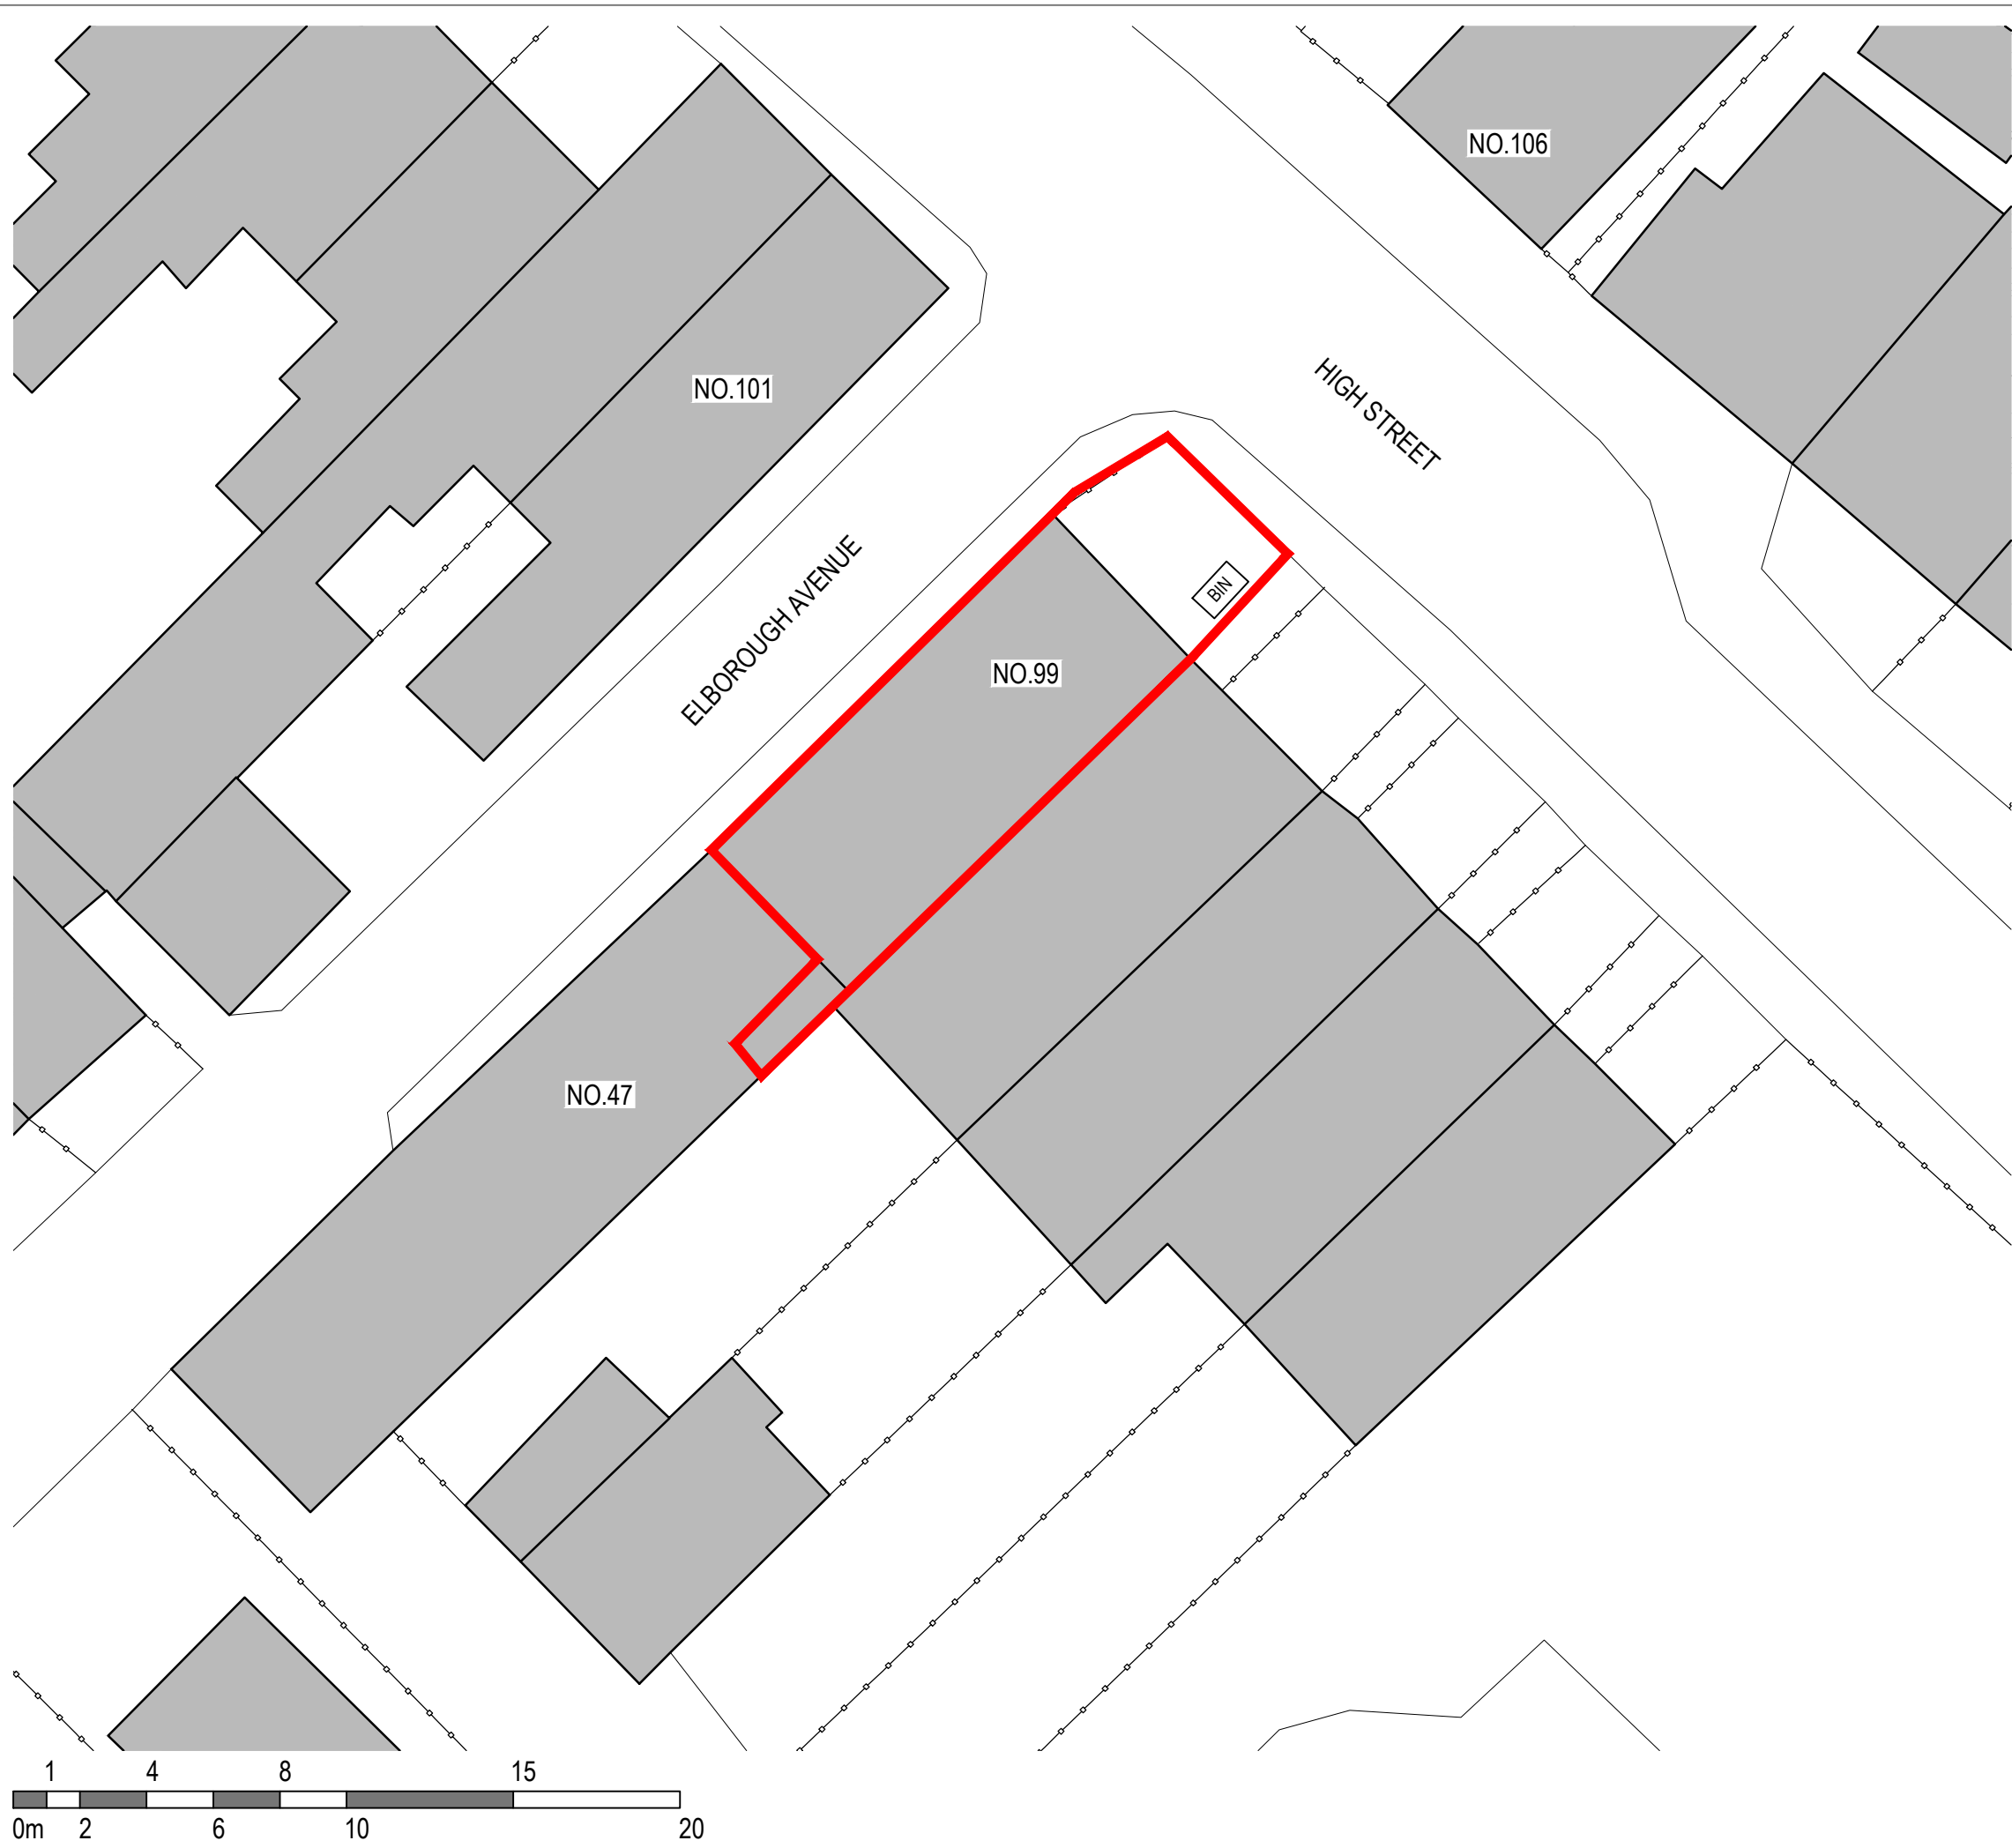 NO.106
HIGH STREET
NO.101
ELBOROUGH AVENUE
BIN
NO.99
NO.47
1 4 8 15
0m 2 6 10 20